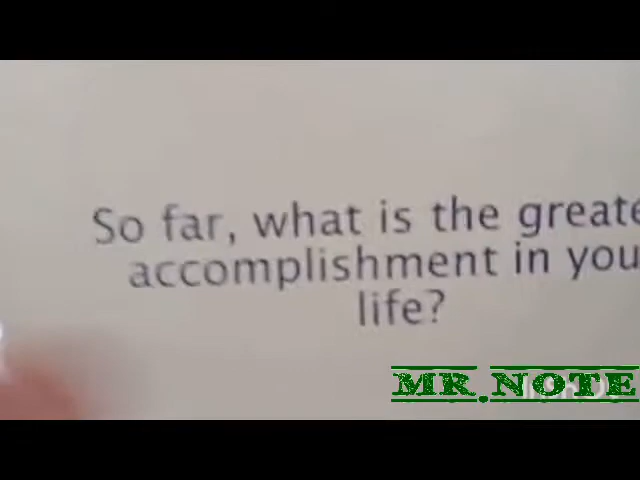 So far, what is the greate
accomplishment in you
life?
MR.NOTE